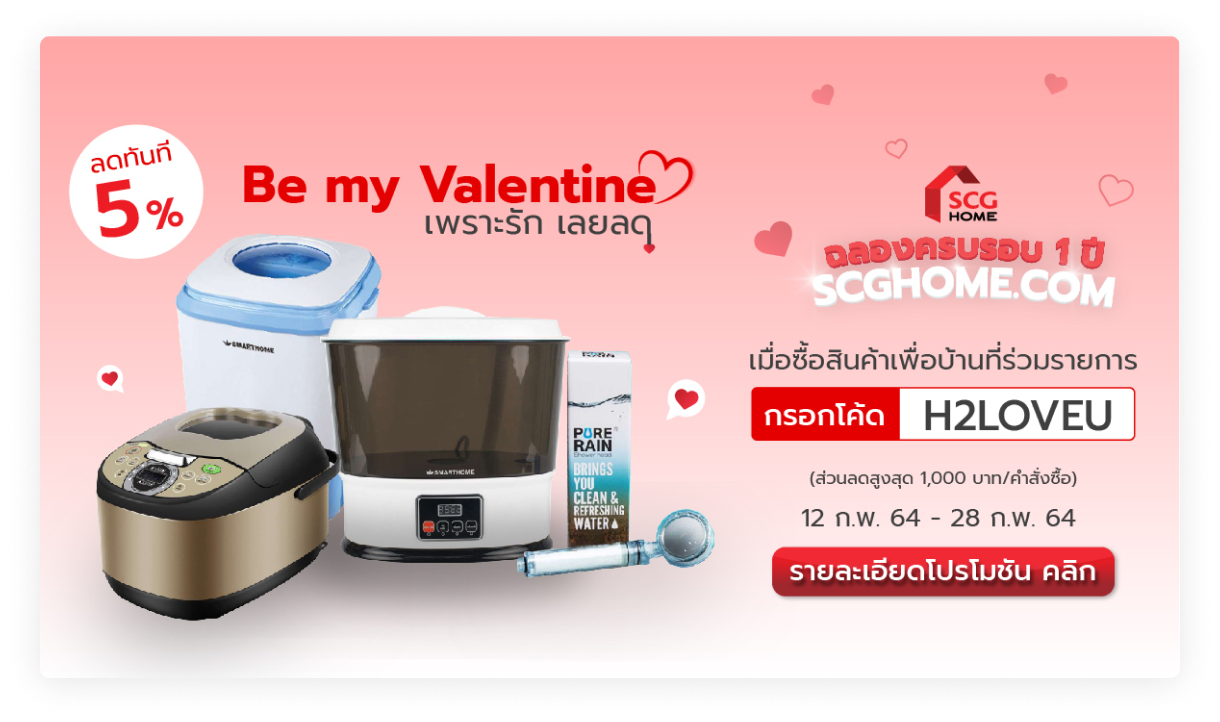 ลดทันที
5%
Be my Valentine
เพราะรัก เลยลด
SMARTHOME
SMARTHOME
PURE
RAIN
PURE
RAIN
Shower head
BRINGS
YOU
CLEAN &
REFRESHING
WATER
SCG
HOME
ฉลองครบรอบ 1 ปี
SCGHOME.COM
เมื่อซื้อสินค้าเพื่อบ้านที่ร่วมรายการ
กรอกโค้ด H2LOVEU
(ส่วนลดสูงสุด 1,000 บาท/คำสั่งซื้อ)
12 ก.พ. 64 - 28 ก.พ. 64
รายละเอียดโปรโมชัน คลิก